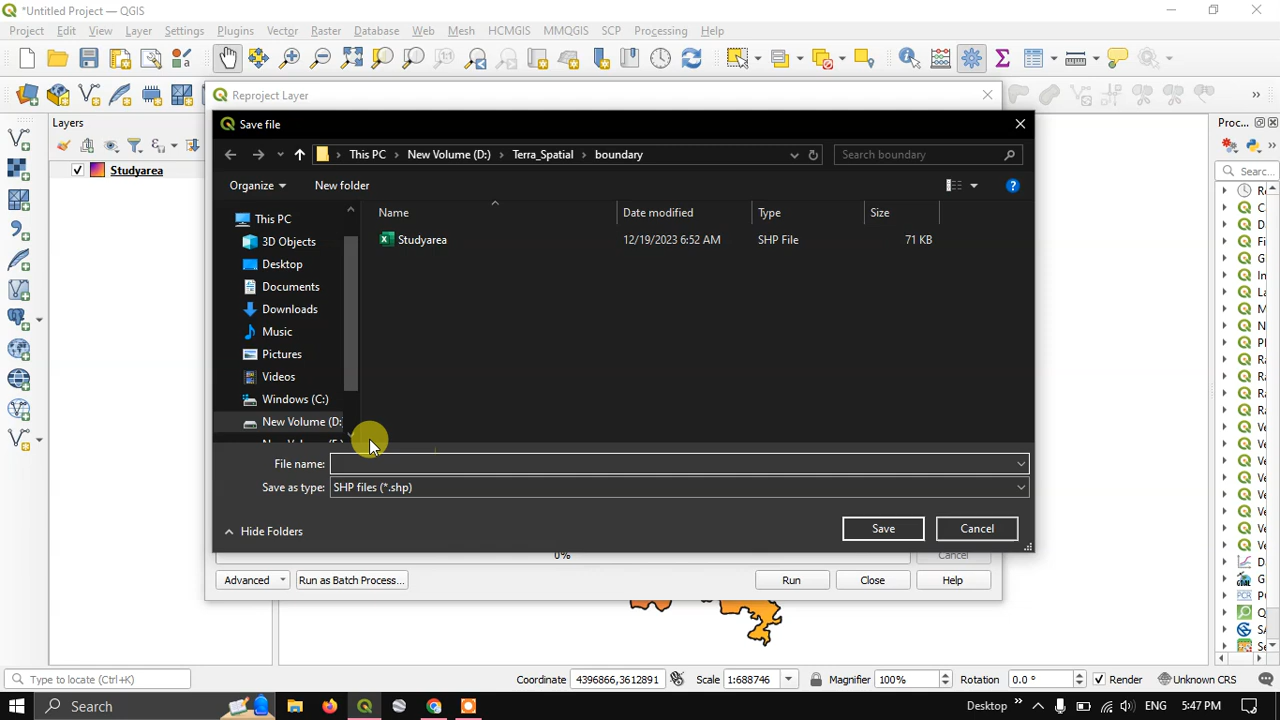 *Untitled Project — QGIS
Project Edit View Layer Settings Plugins Vector Raster Database Web Mesh HCMGIS MMQGIS SCP Processing Help
Reproject Layer
Layers
Studyarea
Save file
This PC New Volume (D:) Terra_Spatial boundary
Search boundary
Organize New folder
Name Date modified Type Size
Studyarea 12/19/2023 6:52 AM SHP File 71 KB
This PC
3D Objects
Desktop
Documents
Downloads
Music
Pictures
Videos
Windows (C:)
New Volume (D:
File name:
Save as type: SHP files (*.shp)
Hide Folders
Save Cancel
0%
Cancel
Advanced Run as Batch Process... Run Close Help
Proc...
Searc...
Type to locate (Ctrl+K)
Coordinate 4396866,3612891 Scale 1:688746 Magnifier 100% Rotation 0.0 ° Render Unknown CRS
Search
Desktop ENG 5:47 PM